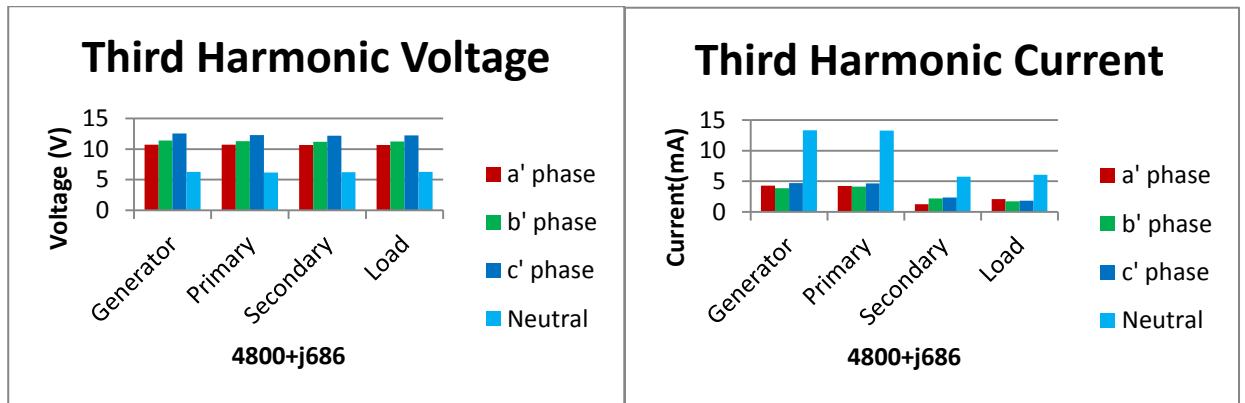 Third Harmonic Voltage
Voltage (V)
15
10
5
0
Generator
Primary
Secondary
Load
4800+j686
a' phase
b' phase
c' phase
Neutral
Third Harmonic Current
Current(mA)
15
10
5
0
Generator
Primary
Secondary
Load
4800+j686
a' phase
b' phase
c' phase
Neutral